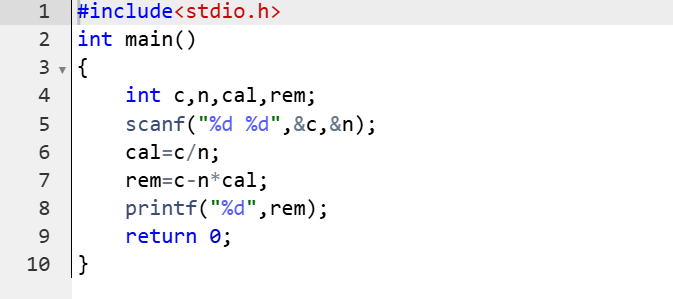 1 #include<stdio.h>
2 int main()
3 {
4 int c,n,cal,rem;
5 scanf("%d %d",&c,&n);
6 cal=c/n;
7 rem=c-n*cal;
8 printf("%d",rem);
9 return 0;
10 }